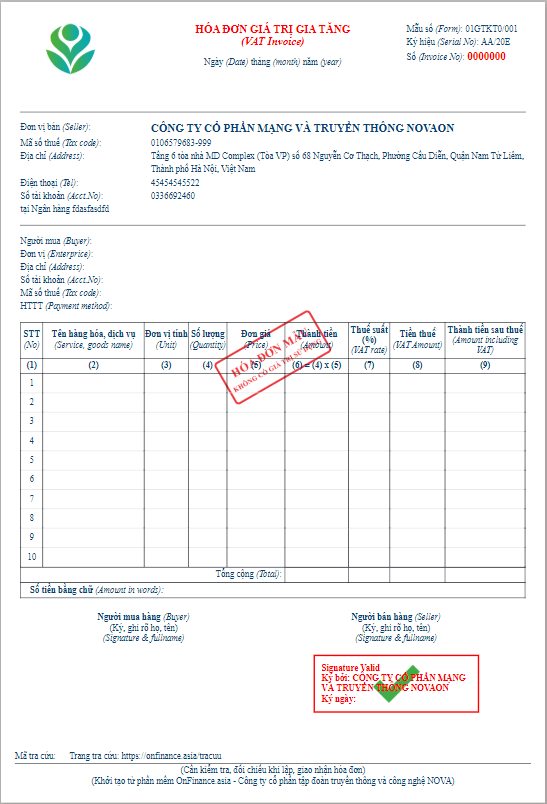 HÓA ĐƠN GIÁ TRỊ GIA TĂNG
(VAT Invoice)
Ngày (Date) tháng (month) năm (year)
Mẫu số (Form): 01GTKT0/001
Ký hiệu (Serial No): AA/20E
Số (Invoice No): 0000000
Đơn vị bán (Seller): CÔNG TY CỔ PHẦN MẠNG VÀ TRUYỀN THÔNG NOVAON
Mã số thuế (Tax code): 0106579683-999
Địa chỉ (Address): Tầng 6 tòa nhà MD Complex (Tòa VP) số 68 Nguyễn Cơ Thạch, Phường Cầu Diễn, Quận Nam Từ Liêm,
Thành phố Hà Nội, Việt Nam
Điện thoại (Tel): 45454545522
Số tài khoản (Acct.No): 0336692460
tại Ngân hàng fdasfasdfd
Người mua (Buyer):
Đơn vị (Enterprice):
Địa chỉ (Address):
Số tài khoản (Acct.No):
Mã số thuế (Tax code):
HTTT (Payment method):
STT (No) Tên hàng hóa, dịch vụ (Service, goods name) Đơn vị tính (Unit) Số lượng (Quantity) Đơn giá (Price) Thành tiền (Amount) Thuế suất (%) (VAT rate) Tiền thuế (VAT Amount) Thành tiền sau thuế (Amount including VAT)
(1) (2) (3) (4) (5) (6) = (4) x (5) (7) (8) (9)
HÓA ĐƠN MẪU
KHÔNG CÓ GIÁ TRỊ SỬ DỤNG
1
2
3
4
5
6
7
8
9
10
Tổng cộng (Total):
Số tiền bằng chữ (Amount in words):
Người mua hàng (Buyer)
(Ký, ghi rõ họ, tên)
(Signature & fullname)
Người bán hàng (Seller)
(Ký, ghi rõ họ, tên)
(Signature & fullname)
Signature Valid
Ký bởi: CÔNG TY CỔ PHẦN MẠNG
VÀ TRUYỀN THÔNG NOVAON
Ký ngày:
Mã tra cứu: Trang tra cứu: https://onfinance.asia/tracuu
(Cần kiểm tra, đối chiếu khi lập, giao nhận hóa đơn)
(Khởi tạo từ phần mềm OnFinance.asia - Công ty cổ phần tập đoàn truyền thông và công nghệ NOVA)